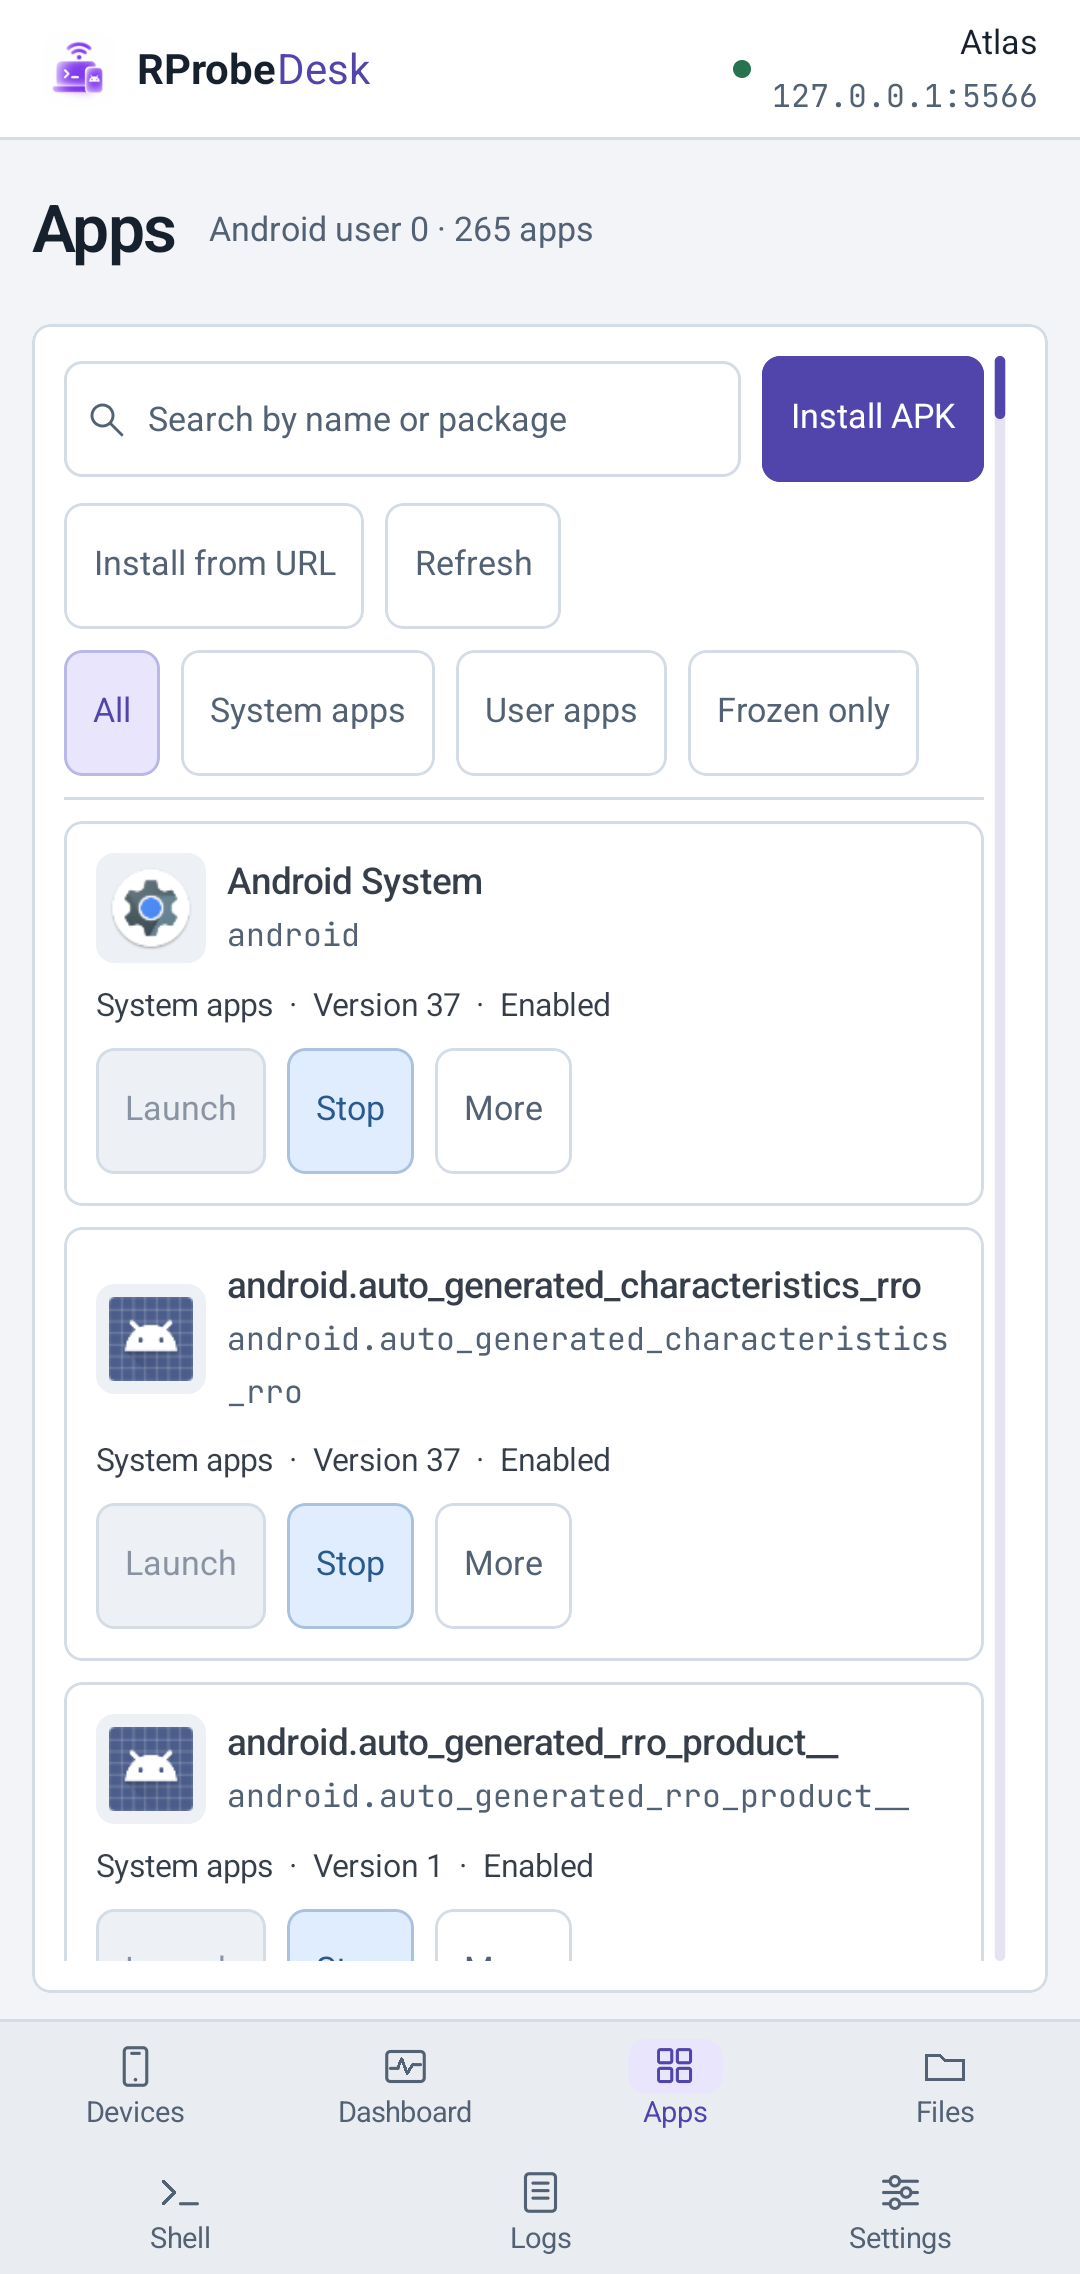 RProbeDesk
Atlas
127.0.0.1:5566
Apps
Android user 0 · 265 apps
Search by name or package
Install APK
Install from URL
Refresh
All
System apps
User apps
Frozen only
Android System
android
System apps · Version 37 · Enabled
Launch
Stop
More
android.auto_generated_characteristics_rro
android.auto_generated_characteristics
_rro
System apps · Version 37 · Enabled
Launch
Stop
More
android.auto_generated_rro_product__
android.auto_generated_rro_product__
System apps · Version 1 · Enabled
Devices
Dashboard
Apps
Files
Shell
Logs
Settings